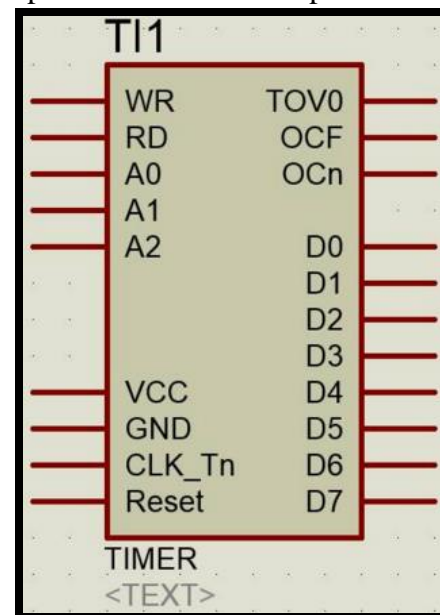 TI1
WR TOV0
RD OCF
A0 OCn
A1
A2 D0
D1
D2
D3
VCC D4
GND D5
CLK_Tn D6
Reset D7
TIMER
<TEXT>